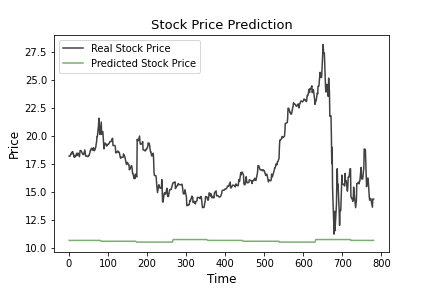 Stock Price Prediction
Real Stock Price
Predicted Stock Price
27.5
25.0
22.5
20.0
17.5
15.0
12.5
10.0
Price
0 100 200 300 400 500 600 700 800
Time